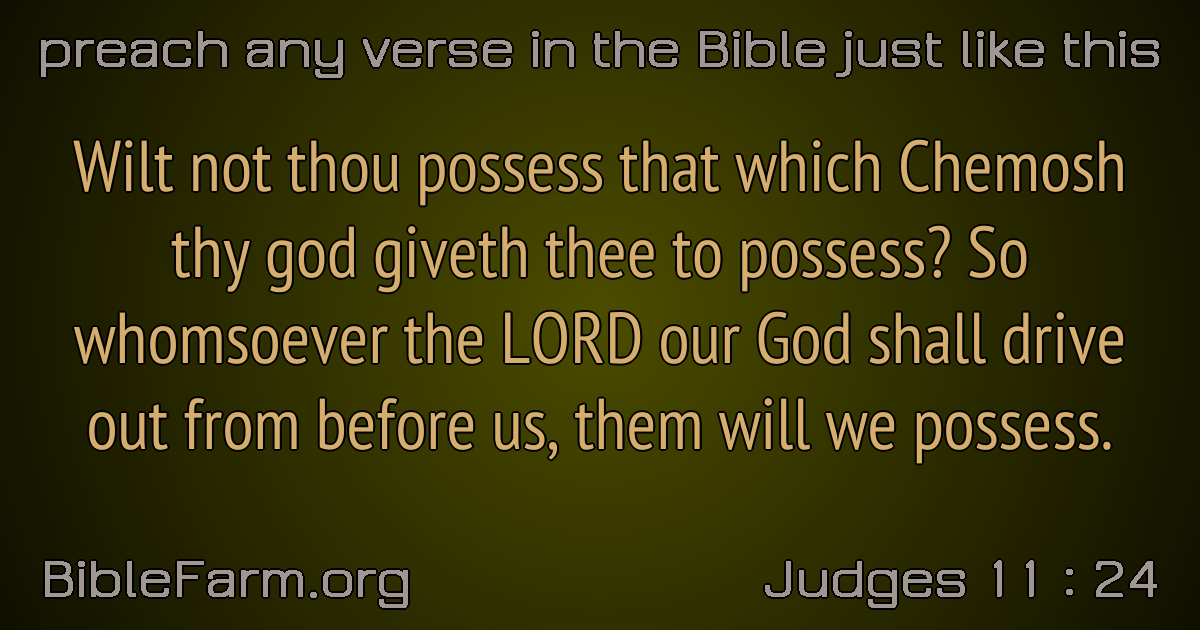 preach any verse in the Bible just like this
Wilt not thou possess that which Chemosh
thy god giveth thee to possess? So
whomsoever the LORD our God shall drive
out from before us, them will we possess.
BibleFarm.org
Judges 11 : 24